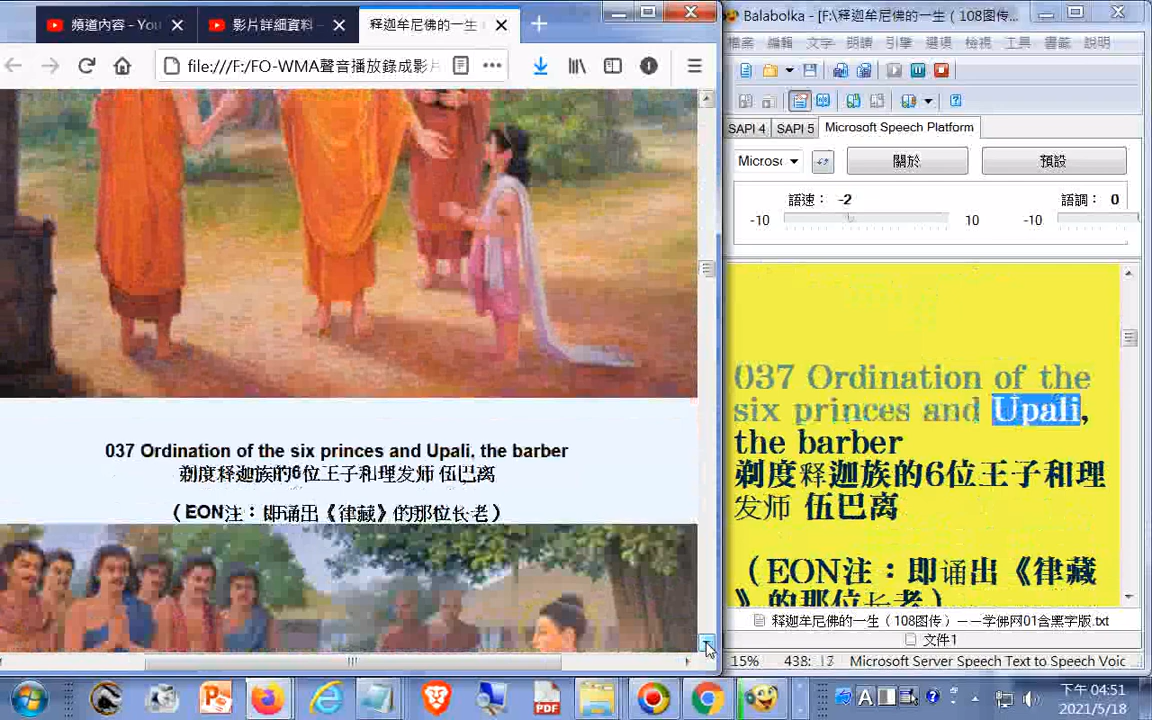 頻道內容 - You
影片詳細資料 -
释迦牟尼佛的一生
file:///F:/FO-WMA聲音播放錄成影片
037 Ordination of the six princes and Upali, the barber
剃度释迦族的6位王子和理发师 伍巴离
（EON注：即诵出《律藏》的那位长老）
Balabolka - [F:\释迦牟尼佛的一生（108图传...
檔案 編輯 文字 朗讀 引擎 選項 檢視 工具 書籤 說明
SAPI 4 SAPI 5 Microsoft Speech Platform
Microsc 關於 預設
語速： -2 語調： 0
-10 10 -10
037 Ordination of the
six princes and Upali,
the barber
剃度释迦族的6位王子和理
发师 伍巴离
（EON注：即诵出《律藏
》的那位长老）
释迦牟尼佛的一生（108图传）——学佛网01含黑字版.txt
文件1
15% 438: 13 Microsoft Server Speech Text to Speech Voic
PDF
A
下午 04:51
2021/5/18